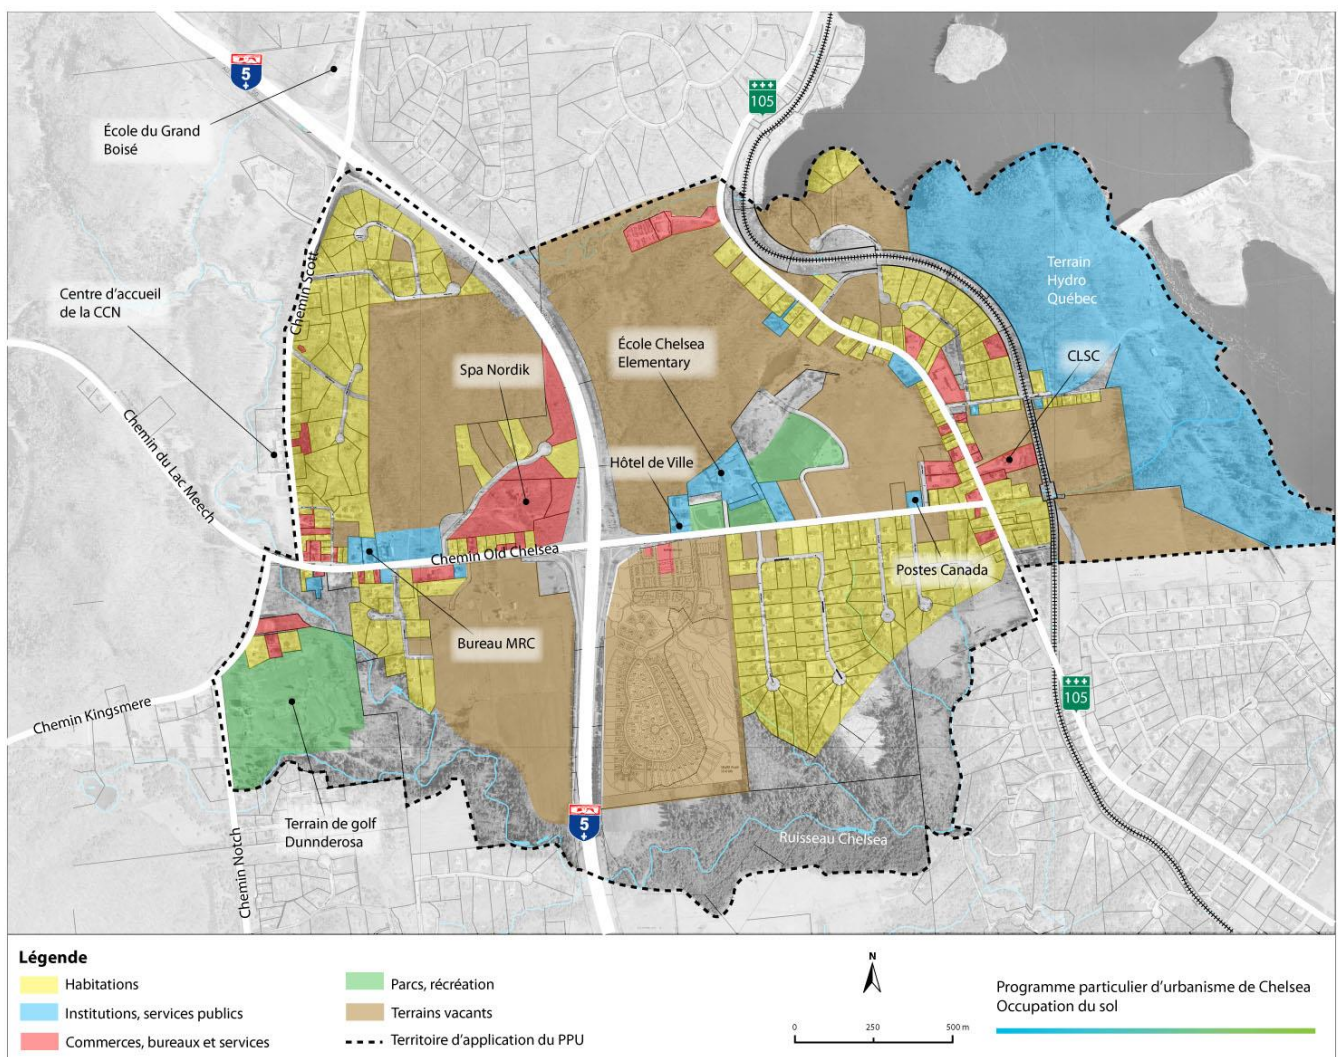 5
105
École du Grand
Boisé
Chemin Scott
Centre d'accueil
de la CCN
Terrain
Hydro
Québec
École Chelsea
Elementary
CLSC
Spa Nordik
Chemin du Lac Meech
Hôtel de Ville
Chemin Old Chelsea
Postes Canada
Bureau MRC
Chemin Kingsmere
105
Terrain de golf
Dunnderosa
5
Ruisseau Chelsea
Chemin Notch
Légende
Habitations
Institutions, services publics
Commerces, bureaux et services
Parcs, récréation
Terrains vacants
Territoire d'application du PPU
N
0 250 500 m
Programme particulier d'urbanisme de Chelsea
Occupation du sol